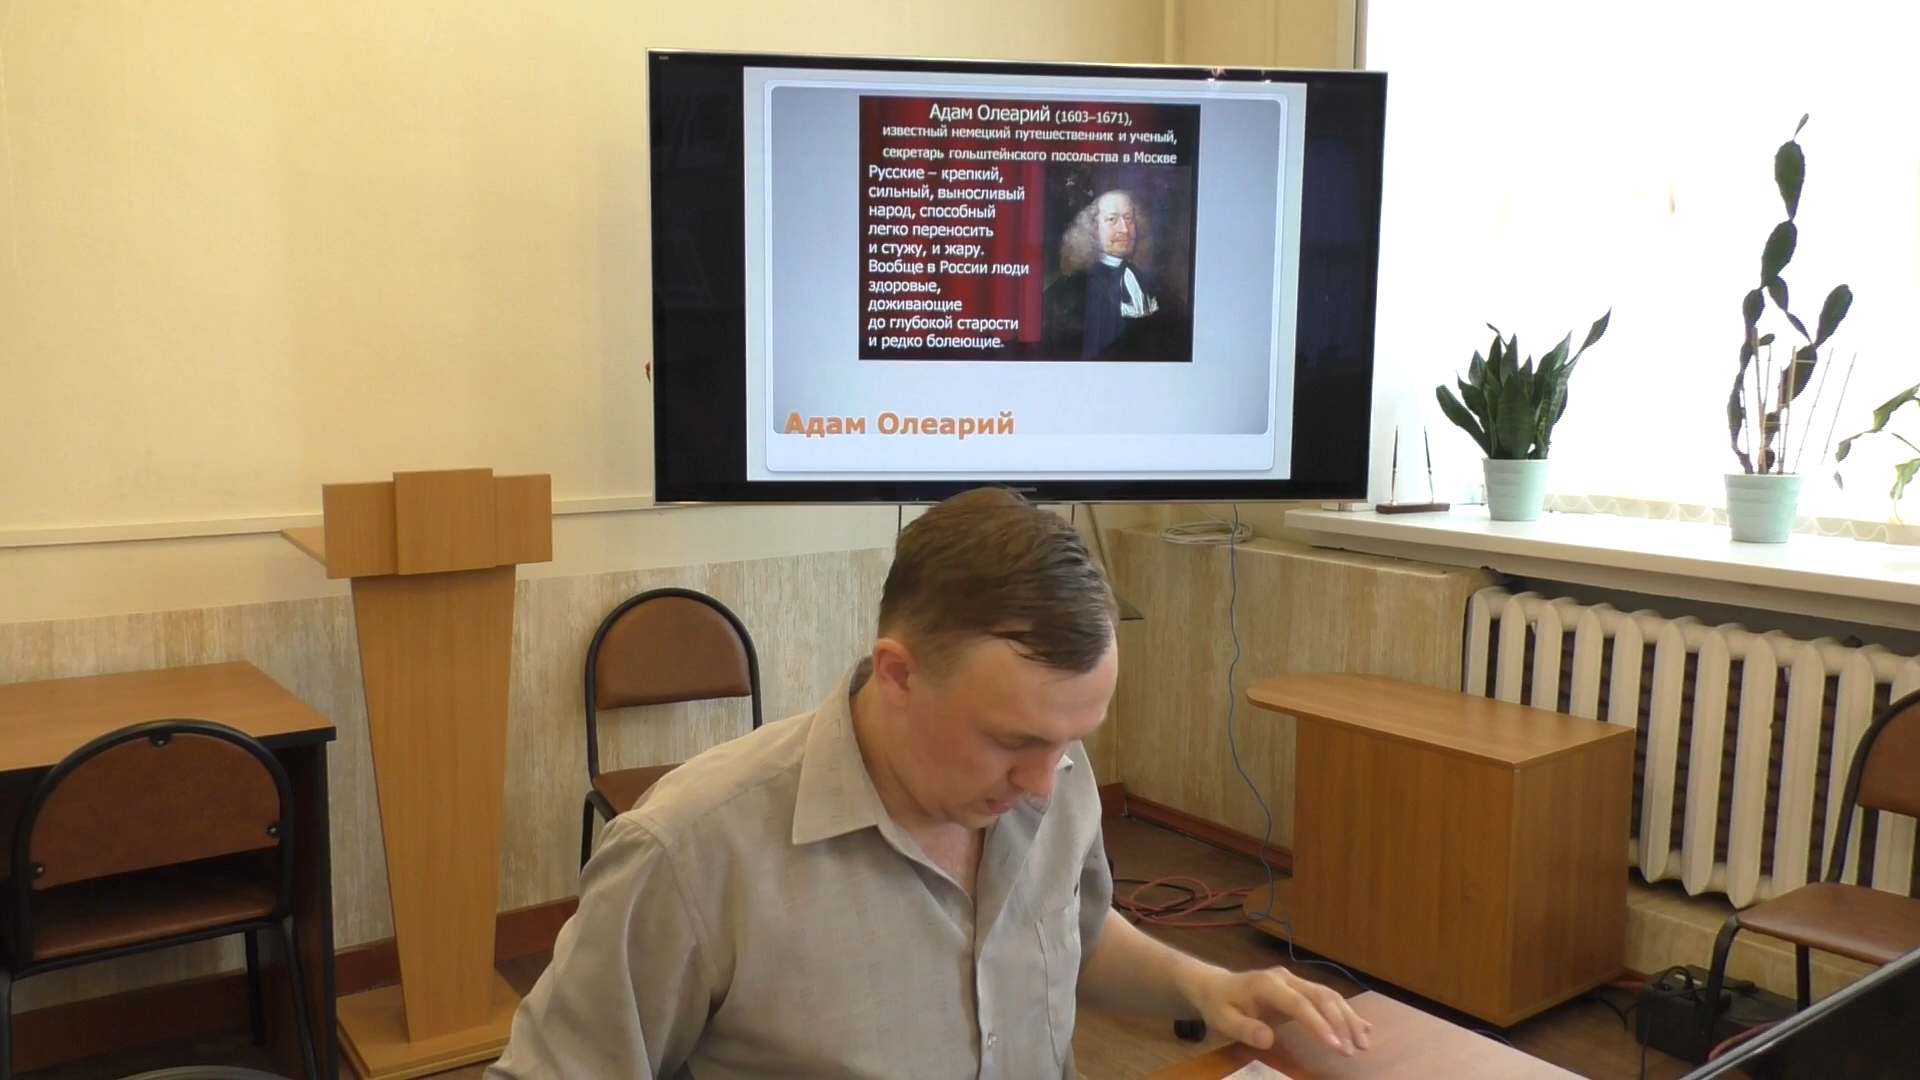 Адам Олеарий (1603–1671),
известный немецкий путешественник и ученый,
секретарь гольштейнского посольства в Москве
Русские – крепкий,
сильный, выносливый
народ, способный
легко переносить
и стужу, и жару.
Вообще в России люди
здоровые,
доживающие
до глубокой старости
и редко болеющие.
Адам Олеарий